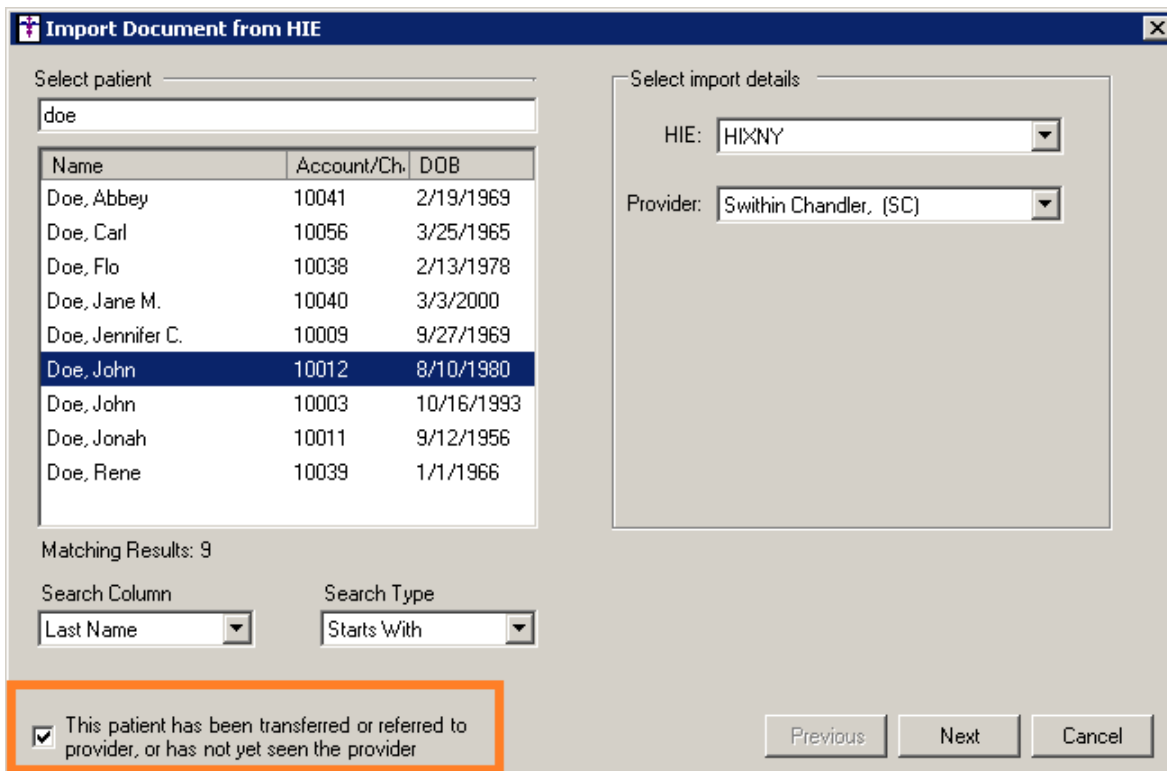 Import Document from HIE
Select patient
doe
Name Account/Ch. DOB
Doe, Abbey 10041 2/19/1969
Doe, Carl 10056 3/25/1965
Doe, Flo 10038 2/13/1978
Doe, Jane M. 10040 3/3/2000
Doe, Jennifer C. 10009 9/27/1969
Doe, John 10012 8/10/1980
Doe, John 10003 10/16/1993
Doe, Jonah 10011 9/12/1956
Doe, Rene 10039 1/1/1966
Matching Results: 9
Search Column Search Type
Last Name Starts With
Select import details
HIE: HIXNY
Provider: Swithin Chandler, (SC)
This patient has been transferred or referred to
provider, or has not yet seen the provider
Previous Next Cancel